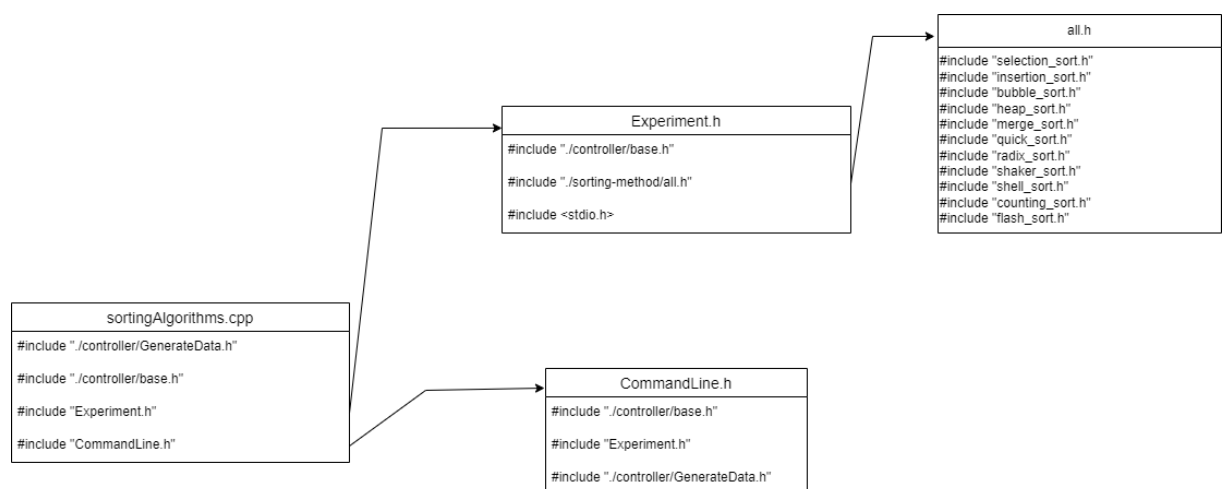 all.h
#include "selection_sort.h"
#include "insertion_sort.h"
#include "bubble_sort.h"
#include "heap_sort.h"
#include "merge_sort.h"
#include "quick_sort.h"
#include "radix_sort.h"
#include "shaker_sort.h"
#include "shell_sort.h"
#include "counting_sort.h"
#include "flash_sort.h"
Experiment.h
#include "./controller/base.h"
#include "./sorting-method/all.h"
#include <stdio.h>
sortingAlgorithms.cpp
#include "./controller/GenerateData.h"
#include "./controller/base.h"
#include "Experiment.h"
#include "CommandLine.h"
CommandLine.h
#include "./controller/base.h"
#include "Experiment.h"
#include "./controller/GenerateData.h"